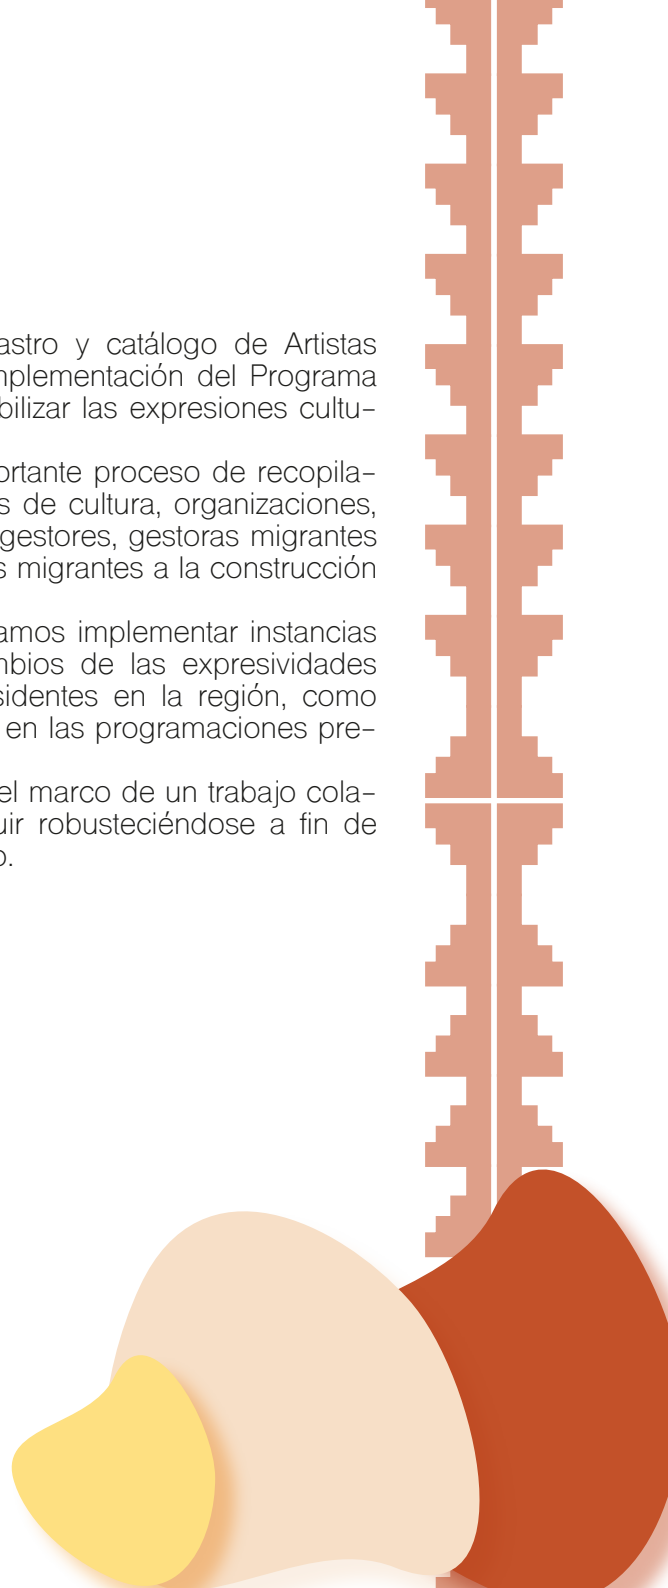 astro y catálogo de Artistas
mplementación del Programa
bilizar las expresiones cultu-
ortante proceso de recopila-
s de cultura, organizaciones,
gestores, gestoras migrantes
s migrantes a la construcción
amos implementar instancias
mbios de las expresividades
sidentes en la región, como
en las programaciones pre-
el marco de un trabajo cola-
uir robusteciéndose a fin de
o.